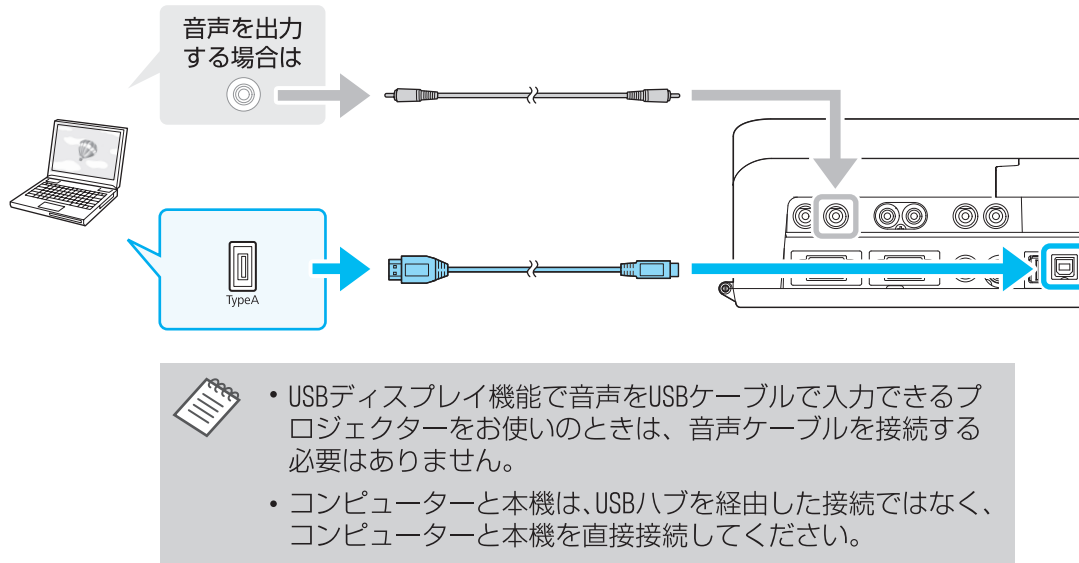 音声を出力
する場合は
TypeA
• USBディスプレイ機能で音声をUSBケーブルで入力できるプ
ロジェクターをお使いのときは、音声ケーブルを接続する
必要はありません。
• コンピューターと本機は、USBハブを経由した接続ではなく、
コンピューターと本機を直接接続してください。